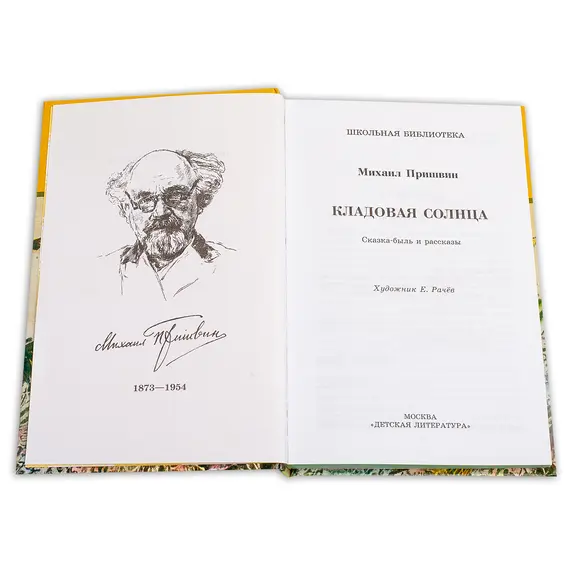 Михаил Пришвин
1873—1954
ШКОЛЬНАЯ БИБЛИОТЕКА
Михаил Пришвин
КЛАДОВАЯ СОЛНЦА
Сказка-быль и рассказы
Художник Е. Рачёв
МОСКВА
«ДЕТСКАЯ ЛИТЕРАТУРА»